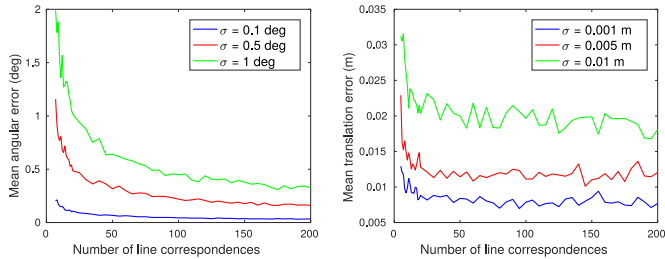 2
1.5
1
0.5
0
0
50
100
150
200
Mean angular error (deg)
Number of line correspondences
σ = 0.1 deg
σ = 0.5 deg
σ = 1 deg
0.035
0.03
0.025
0.02
0.015
0.01
0.005
0
50
100
150
200
Mean translation error (m)
Number of line correspondences
σ = 0.001 m
σ = 0.005 m
σ = 0.01 m